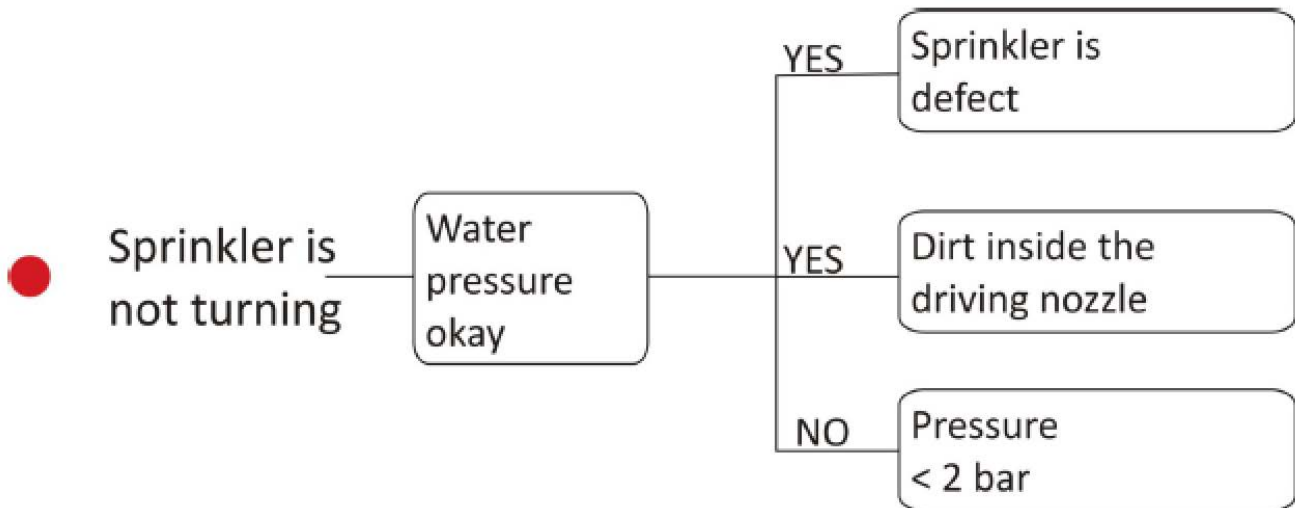 Sprinkler is
not turning
Water
pressure
okay
YES
Sprinkler is
defect
YES
Dirt inside the
driving nozzle
NO
Pressure
< 2 bar